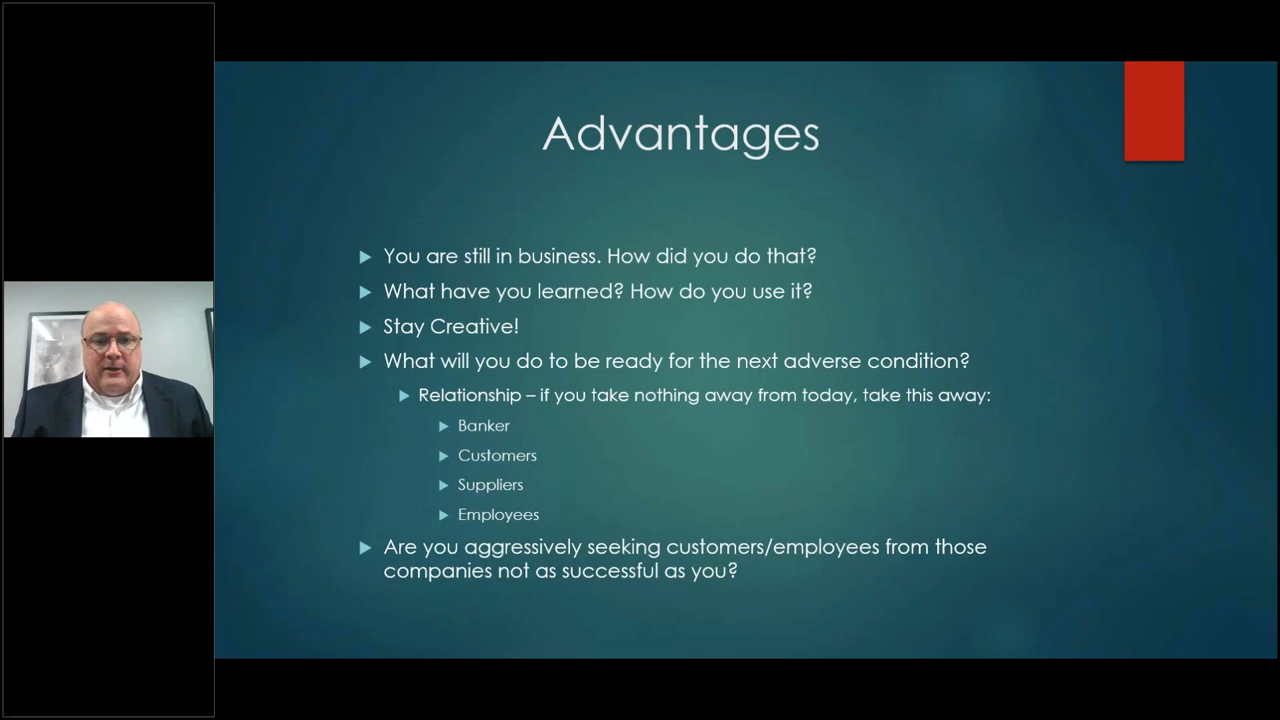 Advantages
You are still in business. How did you do that?
What have you learned? How do you use it?
Stay Creative!
What will you do to be ready for the next adverse condition?
Relationship – if you take nothing away from today, take this away:
Banker
Customers
Suppliers
Employees
Are you aggressively seeking customers/employees from those
companies not as successful as you?